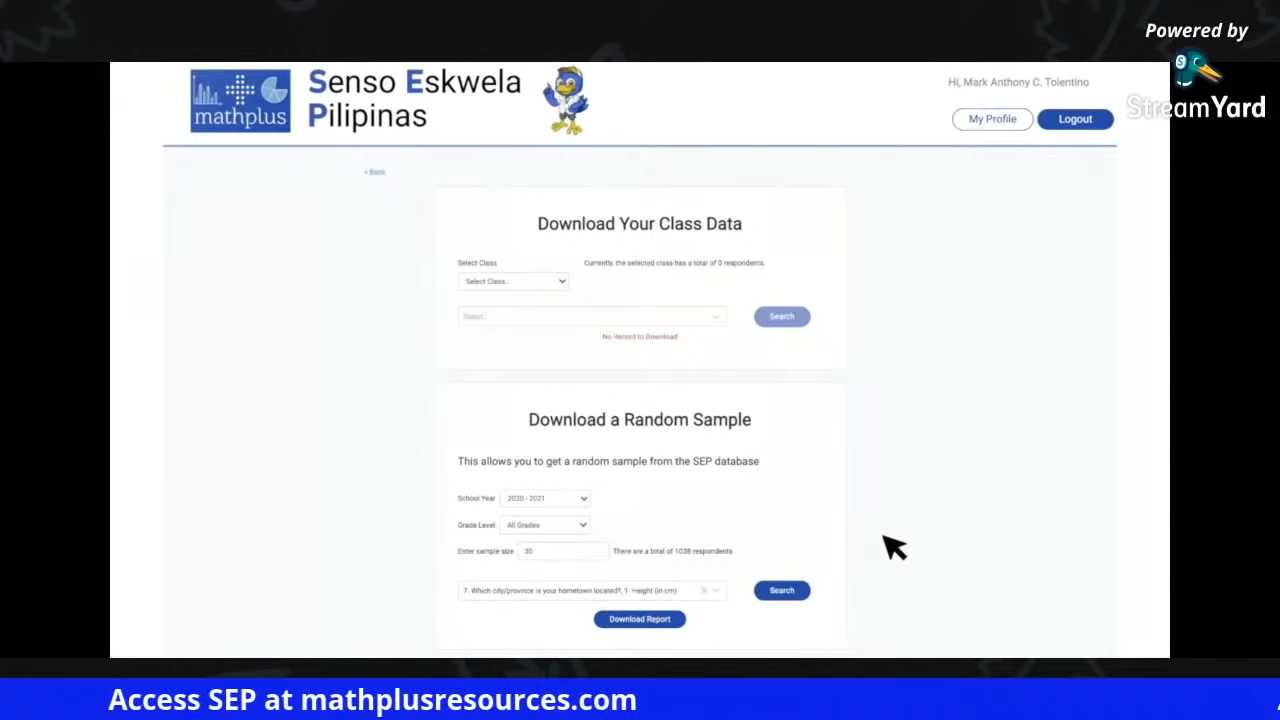 Powered by
StreamYard
mathplus
Senso Eskwela
Pilipinas
Hi, Mark Anthony C. Tolentino
My Profile
Logout
< Back
Download Your Class Data
Select Class
Currently, the selected class has a total of 0 respondents.
Select Class..
Select...
Search
No Record to Download
Download a Random Sample
This allows you to get a random sample from the SEP database
School Year
2020 - 2021
Grade Level
All Grades
Enter sample size
30
There are a total of 1038 respondents
7. Which city/province is your hometown located?, 1. Height (in cm)
Search
Download Report
Access SEP at mathplusresources.com